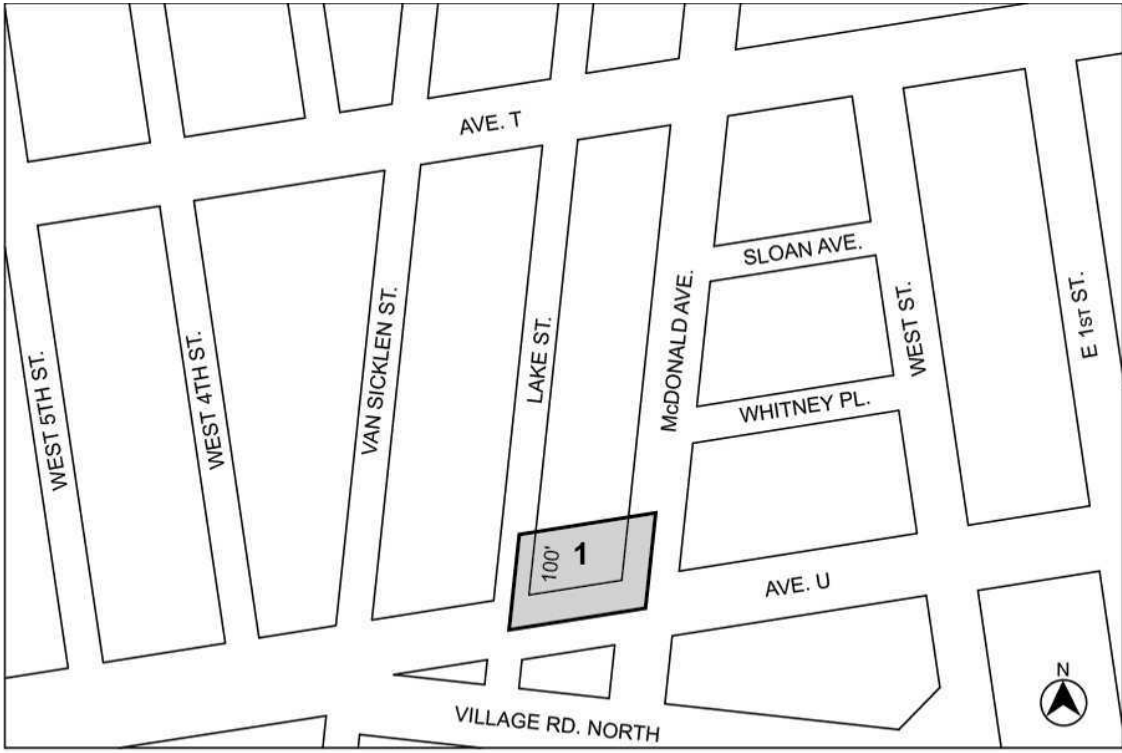 AVE. T
SLOAN AVE.
WEST 5TH ST.
WEST 4TH ST.
VAN SICKLEN ST.
LAKE ST.
McDONALD AVE.
WEST ST.
E 1ST ST.
WHITNEY PL.
100'
1
AVE. U
N
VILLAGE RD. NORTH